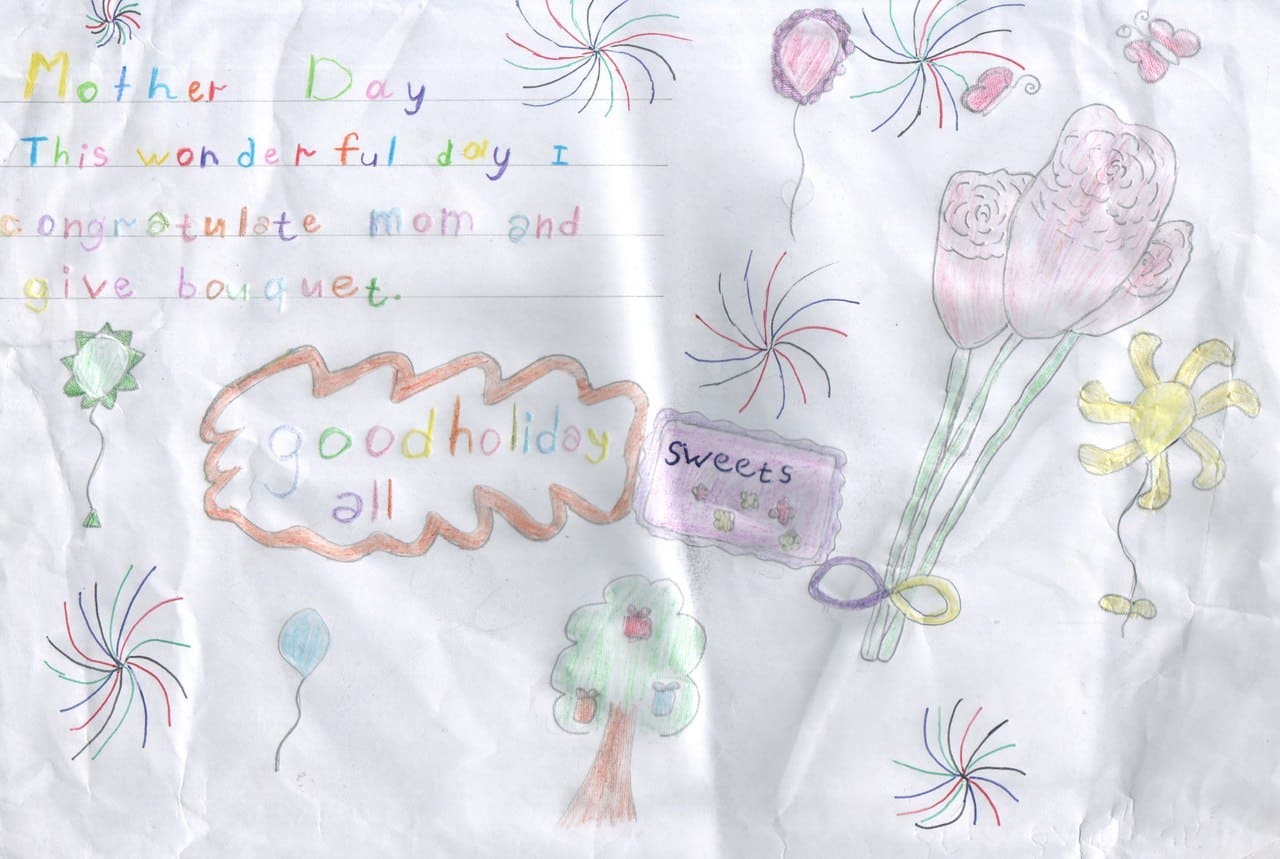 Mother Day
This wonderful day I
congratulate mom and
give bouquet.
good holiday
all
sweets